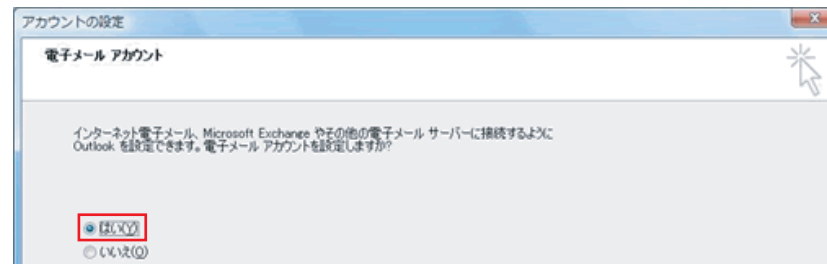 アカウントの設定
電子メール アカウント
インターネット電子メール、Microsoft Exchange やその他の電子メール サーバーに接続するように
Outlook を設定できます。電子メール アカウントを設定しますか?
はい(Y)
いいえ(O)